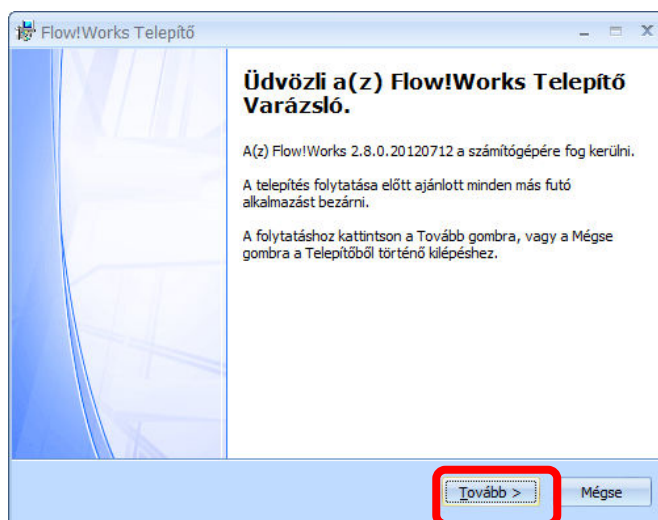 Flow!Works Telepítő
Üdvözli a(z) Flow!Works Telepítő
Varázsló.
A(z) Flow!Works 2.8.0.20120712 a számítógépére fog kerülni.
A telepítés folytatása előtt ajánlott minden más futó
alkalmazást bezárni.
A folytatáshoz kattintson a Tovább gombra, vagy a Mégse
gombra a Telepítőből történő kilépéshez.
Tovább >
Mégse